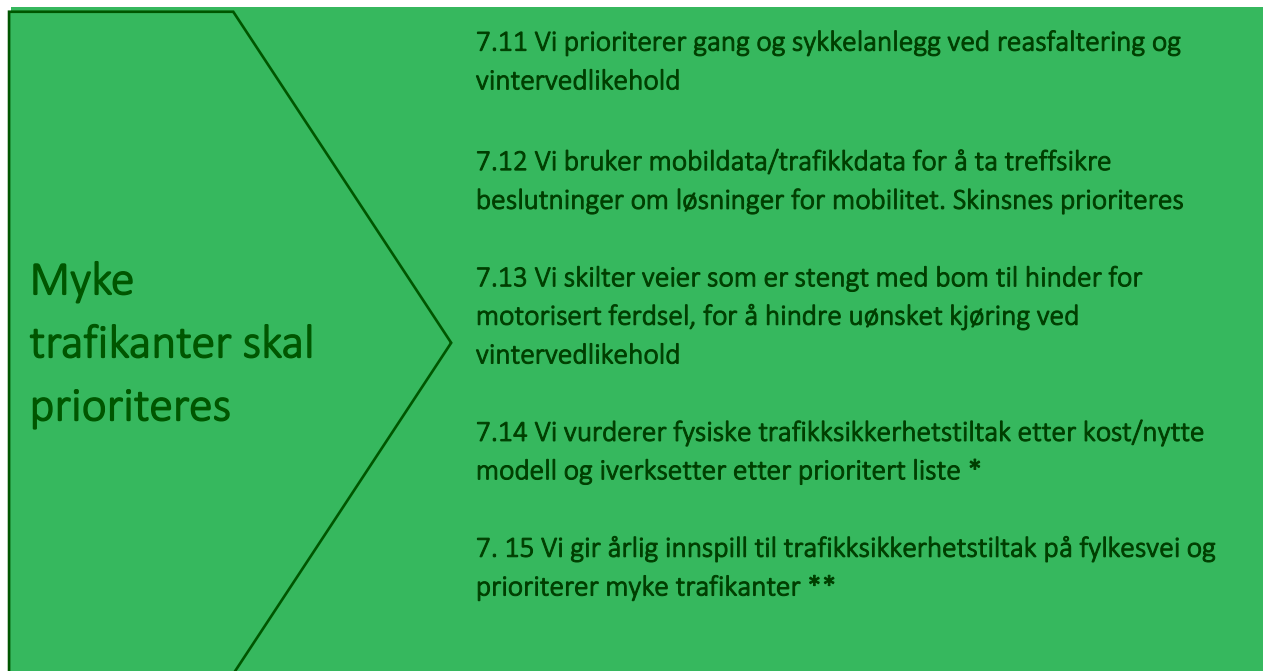 Myke
trafikanter skal
prioriteres
7.11 Vi prioriterer gang og sykkelanlegg ved reasfaltering og
vintervedlikehold
7.12 Vi bruker mobildata/trafikkdata for å ta treffsikre
beslutninger om løsninger for mobilitet. Skinsnes prioriteres
7.13 Vi skilter veier som er stengt med bom til hinder for
motorisert ferdsel, for å hindre uønsket kjøring ved
vintervedlikehold
7.14 Vi vurderer fysiske trafikksikkerhetstiltak etter kost/nytte
modell og iverksetter etter prioritert liste *
7. 15 Vi gir årlig innspill til trafikksikkerhetstiltak på fylkesvei og
prioriterer myke trafikanter **